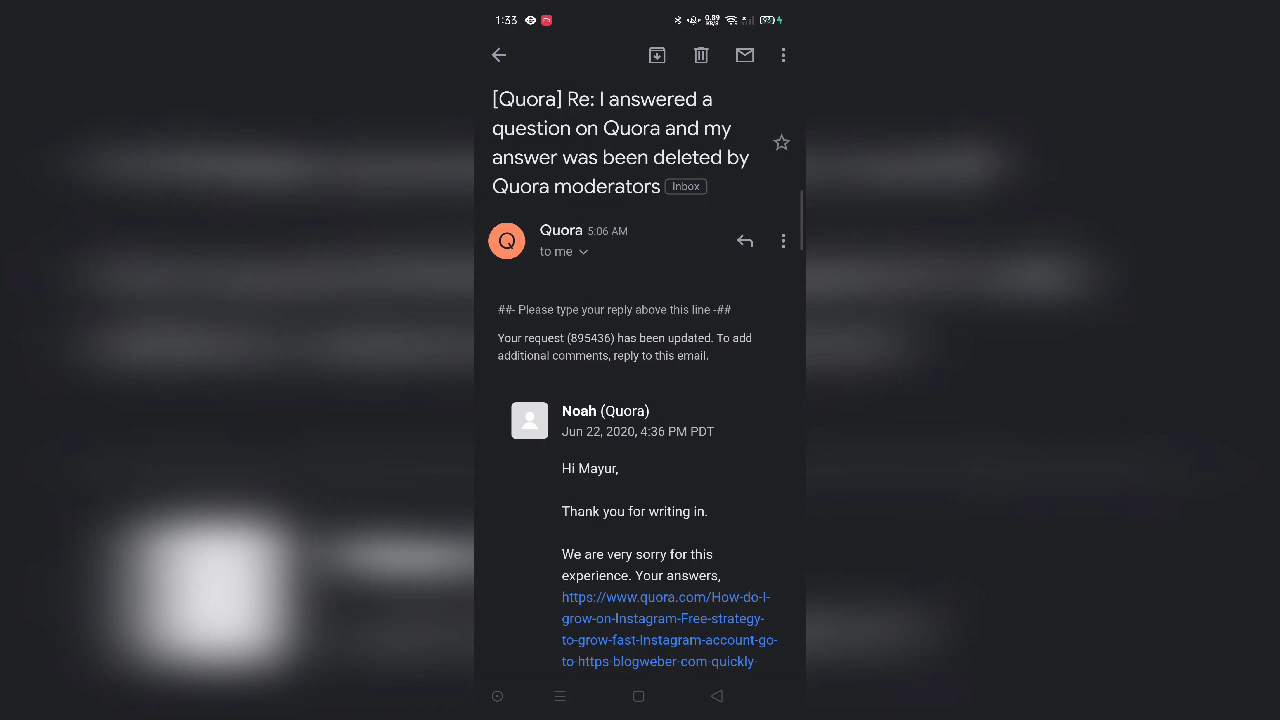 1:33
0.89
KB/S
[Quora] Re: I answered a
question on Quora and my
answer was been deleted by
Quora moderators Inbox
Q
Quora 5:06 AM
to me
##- Please type your reply above this line -##
Your request (895436) has been updated. To add
additional comments, reply to this email.
Noah (Quora)
Jun 22, 2020, 4:36 PM PDT
Hi Mayur,
Thank you for writing in.
We are very sorry for this
experience. Your answers,
https://www.quora.com/How-do-I-
grow-on-Instagram-Free-strategy-
to-grow-fast-Instagram-account-go-
to-https-blogweber-com-quickly-